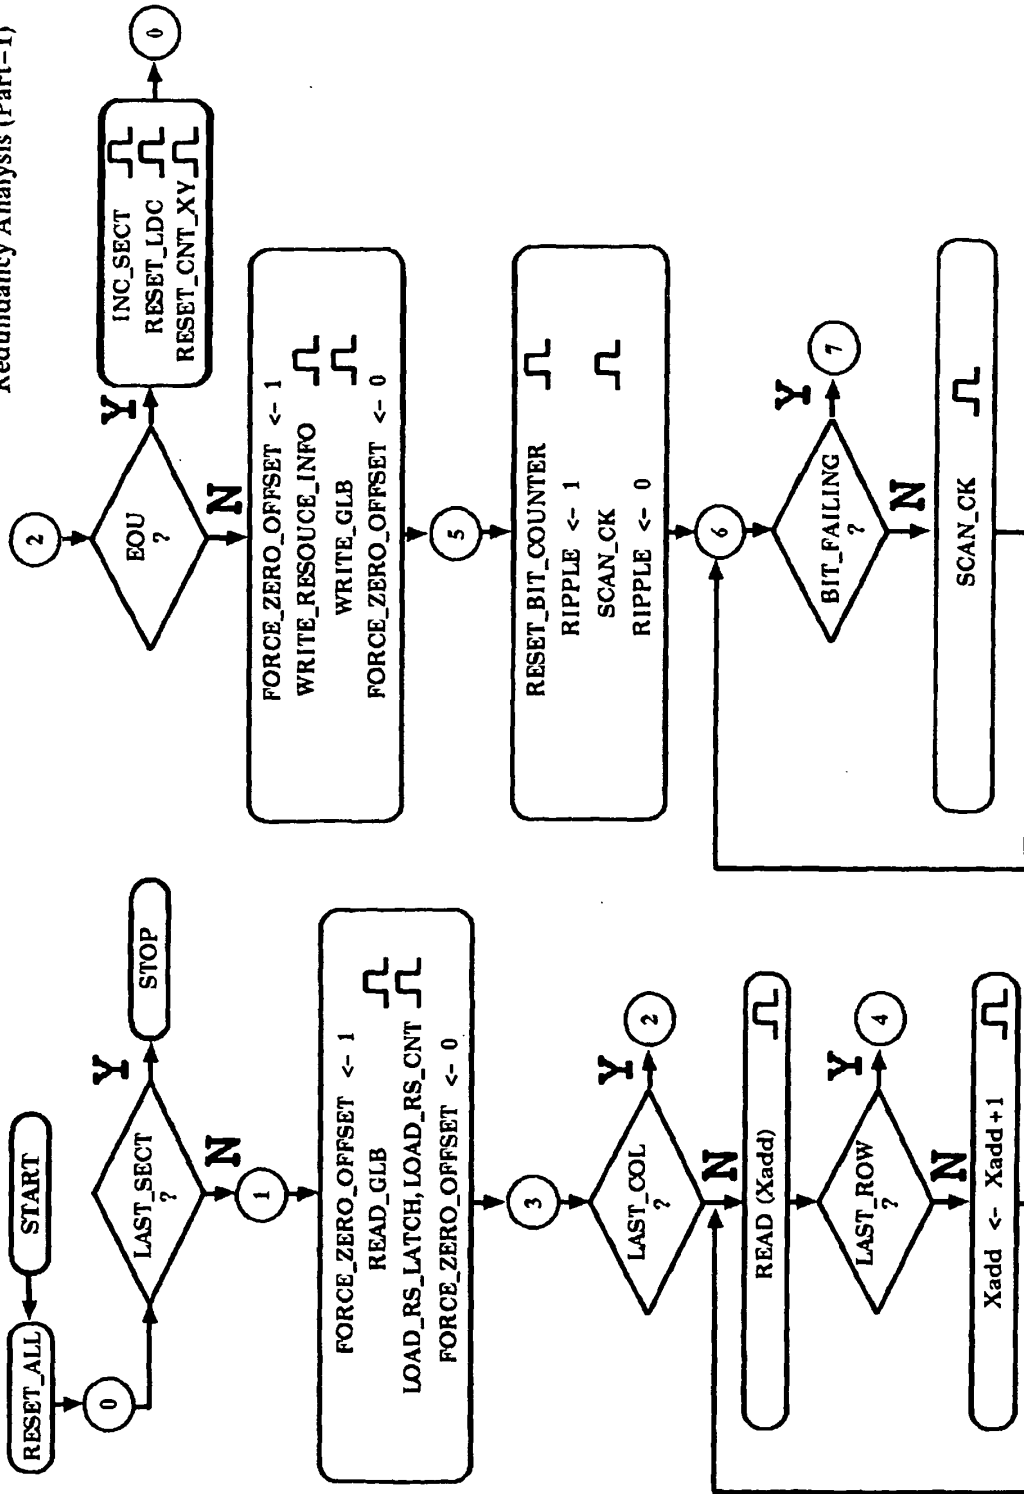 Redundancy Analysis (Part-1)
START
RESET_ALL
0
LAST_SECT
?
Y
STOP
N
1
FORCE_ZERO_OFFSET <- 1
READ_GLB
LOAD_RS_LATCH, LOAD_RS_CNT
FORCE_ZERO_OFFSET <- 0
3
LAST_COL
?
Y
2
N
READ (Xadd)
LAST_ROW
?
Y
4
N
Xadd <- Xadd+1
2
EOU
?
Y
INC_SECT
RESET_LDC
RESET_CNT_XY
0
N
FORCE_ZERO_OFFSET <- 1
WRITE_RESOUCE_INFO
WRITE_GLB
FORCE_ZERO_OFFSET <- 0
5
RESET_BIT_COUNTER
RIPPLE <- 1
SCAN_CK
RIPPLE <- 0
6
BIT_FAILING
?
Y
7
N
SCAN_CK